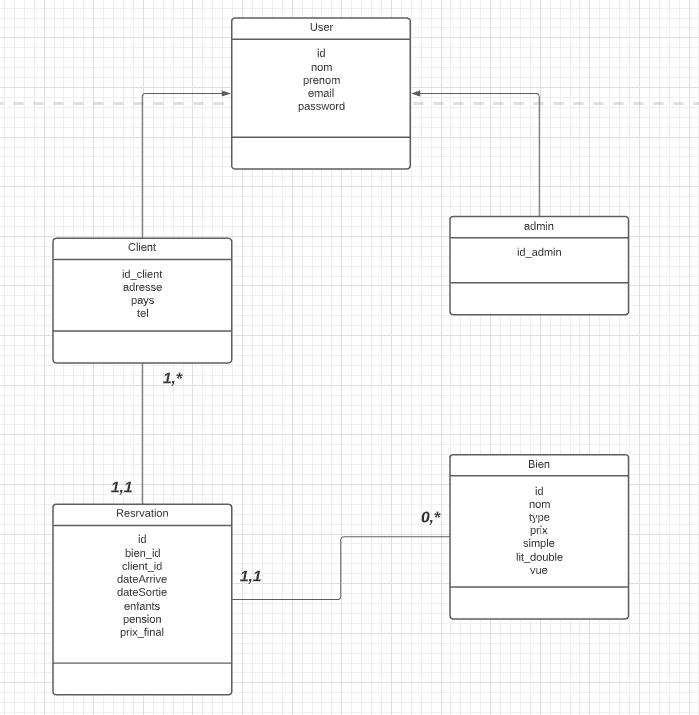 User
id
nom
prenom
email
password
Client
id_client
adresse
pays
tel
admin
id_admin
1,*
1,1
Resrvation
id
bien_id
client_id
dateArrive
dateSortie
enfants
pension
prix_final
1,1
0,*
Bien
id
nom
type
prix
simple
lit_double
vue